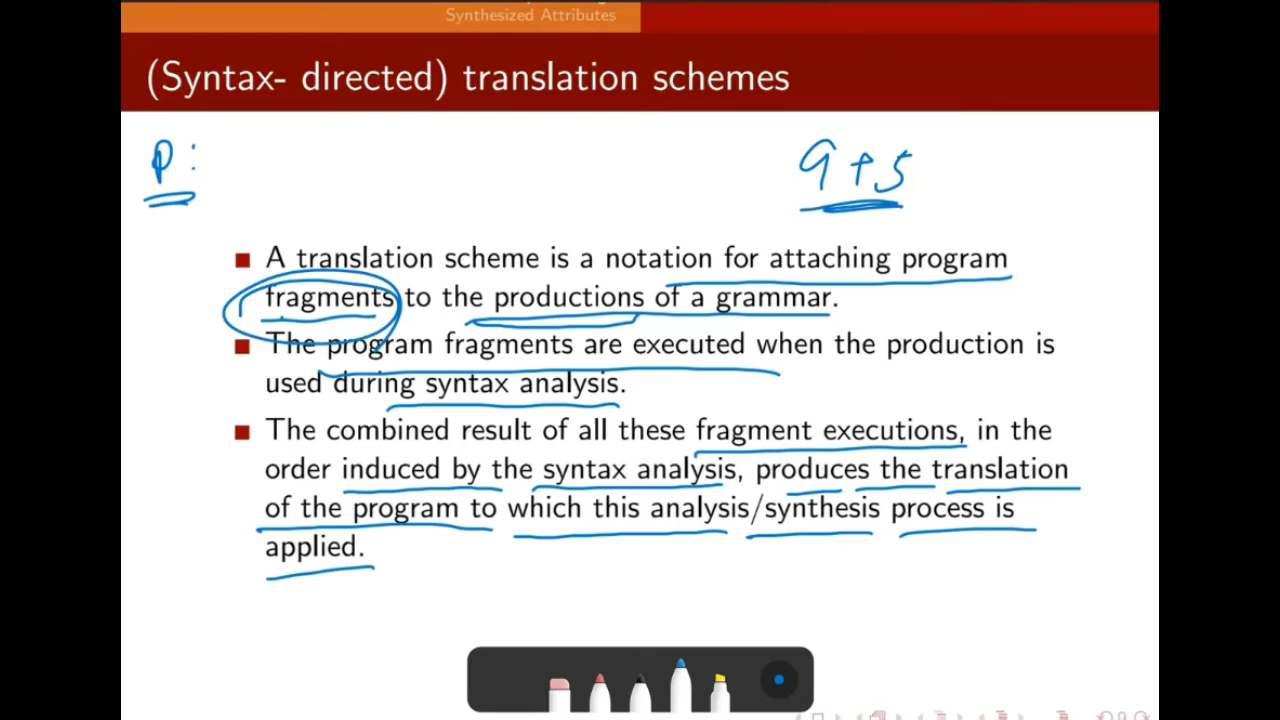 Synthesized Attributes
(Syntax- directed) translation schemes
p:
9+5
A translation scheme is a notation for attaching program
fragments to the productions of a grammar.
The program fragments are executed when the production is
used during syntax analysis.
The combined result of all these fragment executions, in the
order induced by the syntax analysis, produces the translation
of the program to which this analysis/synthesis process is
applied.